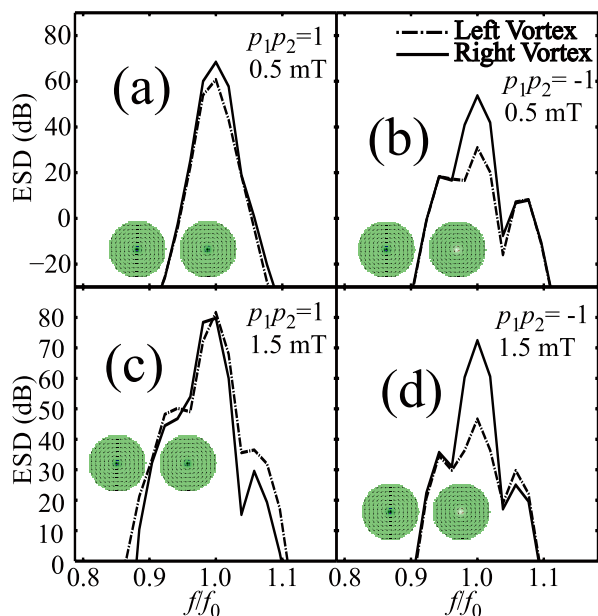 ESD (dB)
80
60
40
20
0
−20
(a)
p₁p₂=1
0.5 mT
Left Vortex
Right Vortex
(b)
p₁p₂= -1
0.5 mT
ESD (dB)
80
70
60
50
40
30
20
10
0
(c)
p₁p₂=1
1.5 mT
(d)
p₁p₂= -1
1.5 mT
0.8 0.9 1.0 1.1 0.8 0.9 1.0 1.1
f/f₀ f/f₀